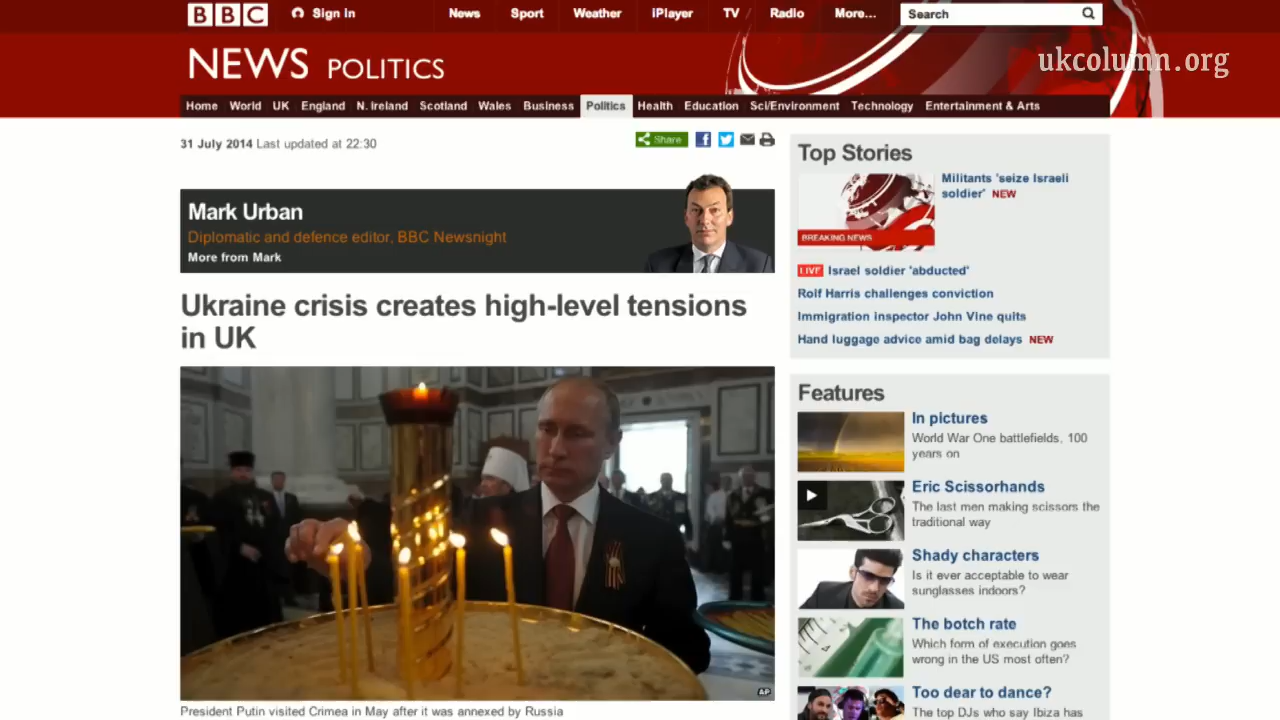 BBC
Sign in
News Sport Weather iPlayer TV Radio More... Search
NEWS POLITICS
ukcolumn.org
Home World UK England N. Ireland Scotland Wales Business Politics Health Education Sci/Environment Technology Entertainment & Arts
31 July 2014 Last updated at 22:30
Share
Mark Urban
Diplomatic and defence editor, BBC Newsnight
More from Mark
Ukraine crisis creates high-level tensions
in UK
AP
President Putin visited Crimea in May after it was annexed by Russia
Top Stories
Militants 'seize Israeli
soldier' NEW
BREAKING NEWS
LIVE Israel soldier 'abducted'
Rolf Harris challenges conviction
Immigration inspector John Vine quits
Hand luggage advice amid bag delays NEW
Features
In pictures
World War One battlefields, 100
years on
Eric Scissorhands
The last men making scissors the
traditional way
Shady characters
Is it ever acceptable to wear
sunglasses indoors?
The botch rate
Which form of execution goes
wrong in the US most often?
Too dear to dance?
The top DJs who say Ibiza has